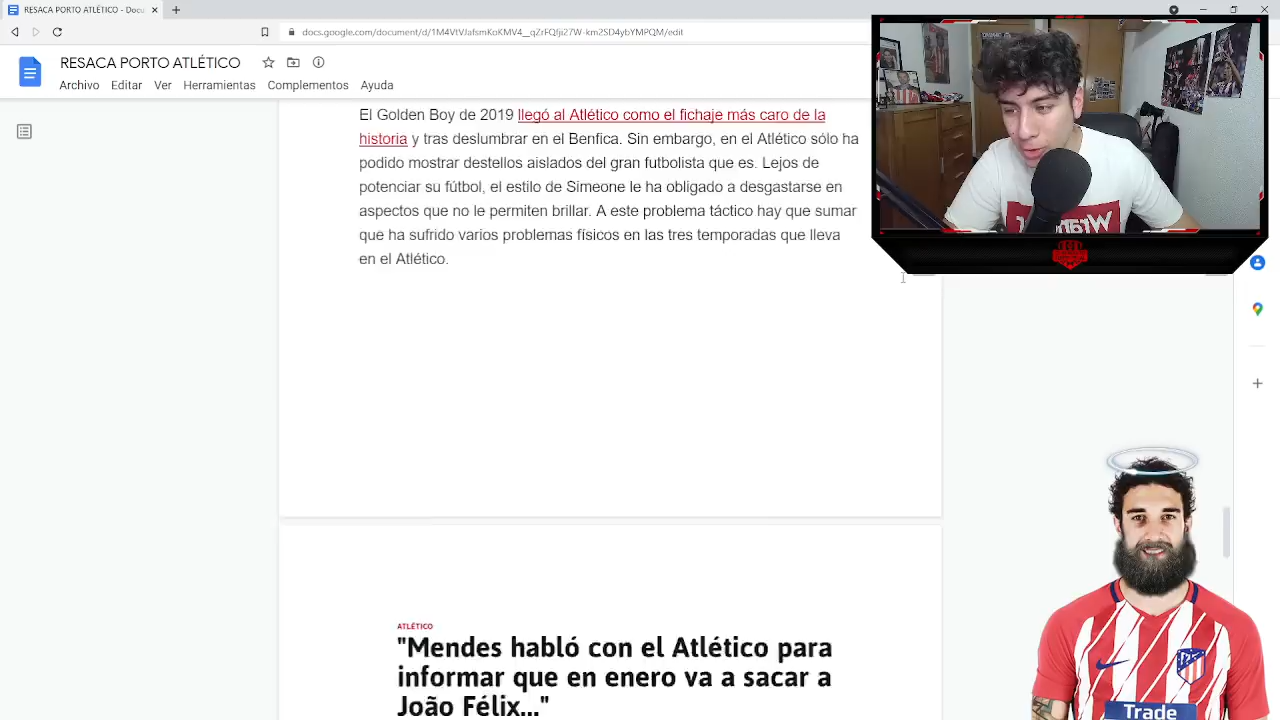 RESACA PORTO ATLÉTICO - Docu
docs.google.com/document/d/1M4VtVJafsmKoKMV4__qZrFQfji27W-km2SD4ybYMPQM/edit
RESACA PORTO ATLÉTICO
Archivo Editar Ver Herramientas Complementos Ayuda
El Golden Boy de 2019 llegó al Atlético como el fichaje más caro de la
historia y tras deslumbrar en el Benfica. Sin embargo, en el Atlético sólo ha
podido mostrar destellos aislados del gran futbolista que es. Lejos de
potenciar su fútbol, el estilo de Simeone le ha obligado a desgastarse en
aspectos que no le permiten brillar. A este problema táctico hay que sumar
que ha sufrido varios problemas físicos en las tres temporadas que lleva
en el Atlético.
ATLÉTICO
"Mendes habló con el Atlético para
informar que en enero va a sacar a
João Félix..."
Trade